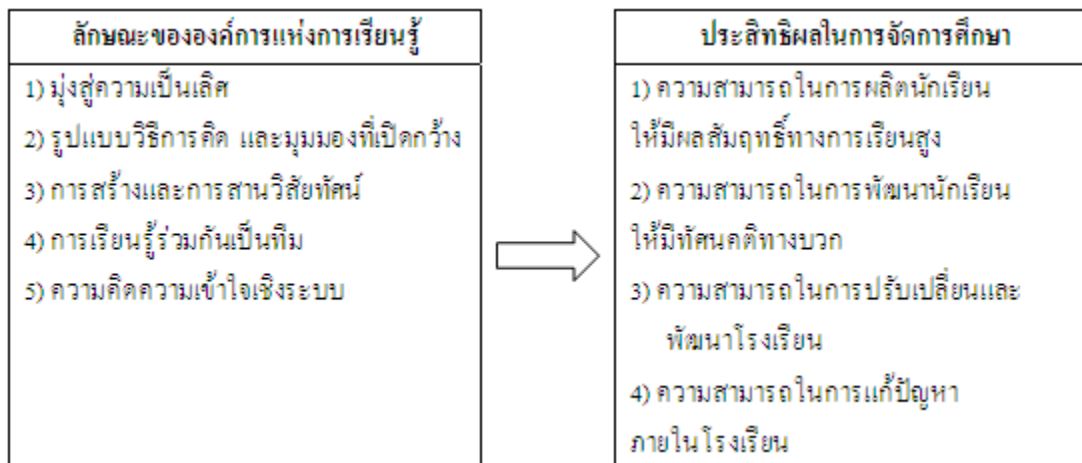 ลักษณะขององค์การแห่งการเรียนรู้
1) มุ่งสู่ความเป็นเลิศ
2) รูปแบบวิธีการคิด และมุมมองที่เปิดกว้าง
3) การสร้างและการสานวิสัยทัศน์
4) การเรียนรู้ร่วมกันเป็นทีม
5) ความคิดความเข้าใจเชิงระบบ
ประสิทธิผลในการจัดการศึกษา
1) ความสามารถในการผลิตนักเรียน
ให้มีผลสัมฤทธิ์ทางการเรียนสูง
2) ความสามารถในการพัฒนานักเรียน
ให้มีทัศนคติทางบวก
3) ความสามารถในการปรับเปลี่ยนและ
พัฒนาโรงเรียน
4) ความสามารถในการแก้ปัญหา
ภายในโรงเรียน